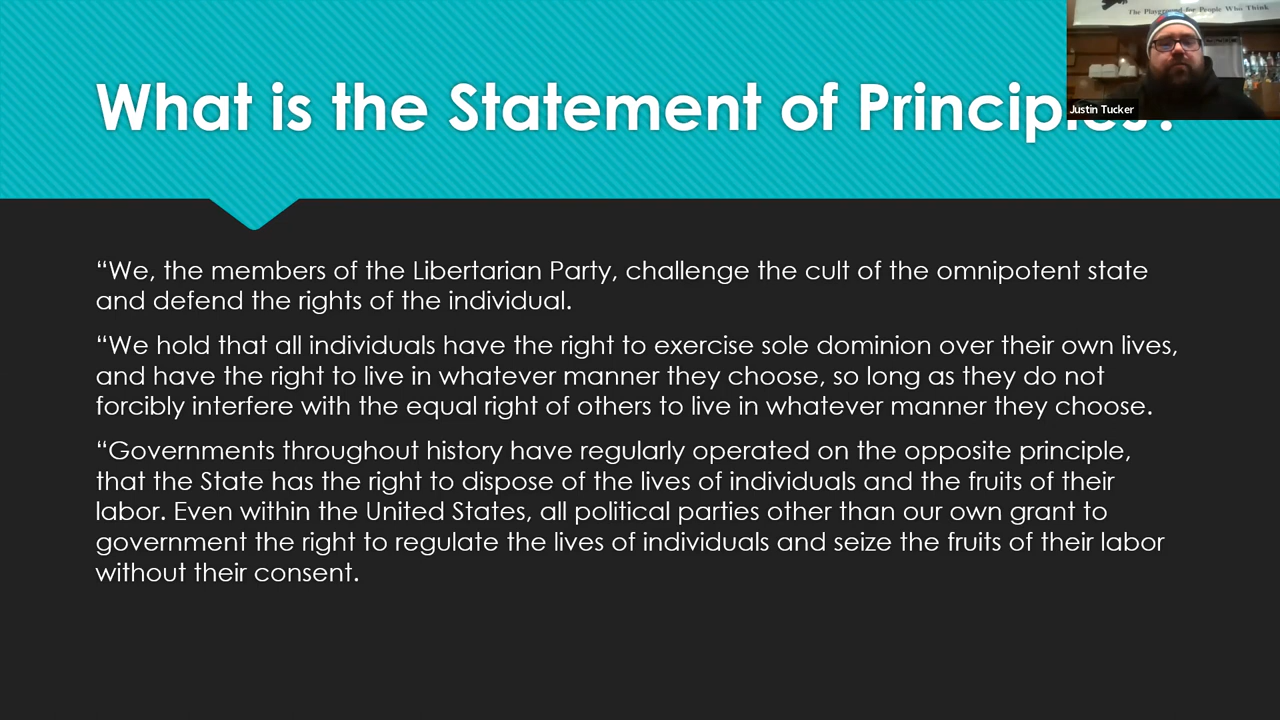 The Playground for People Who Think
What is the Statement of Principles?
Justin Tucker
“We, the members of the Libertarian Party, challenge the cult of the omnipotent state
and defend the rights of the individual.
“We hold that all individuals have the right to exercise sole dominion over their own lives,
and have the right to live in whatever manner they choose, so long as they do not
forcibly interfere with the equal right of others to live in whatever manner they choose.
“Governments throughout history have regularly operated on the opposite principle,
that the State has the right to dispose of the lives of individuals and the fruits of their
labor. Even within the United States, all political parties other than our own grant to
government the right to regulate the lives of individuals and seize the fruits of their labor
without their consent.